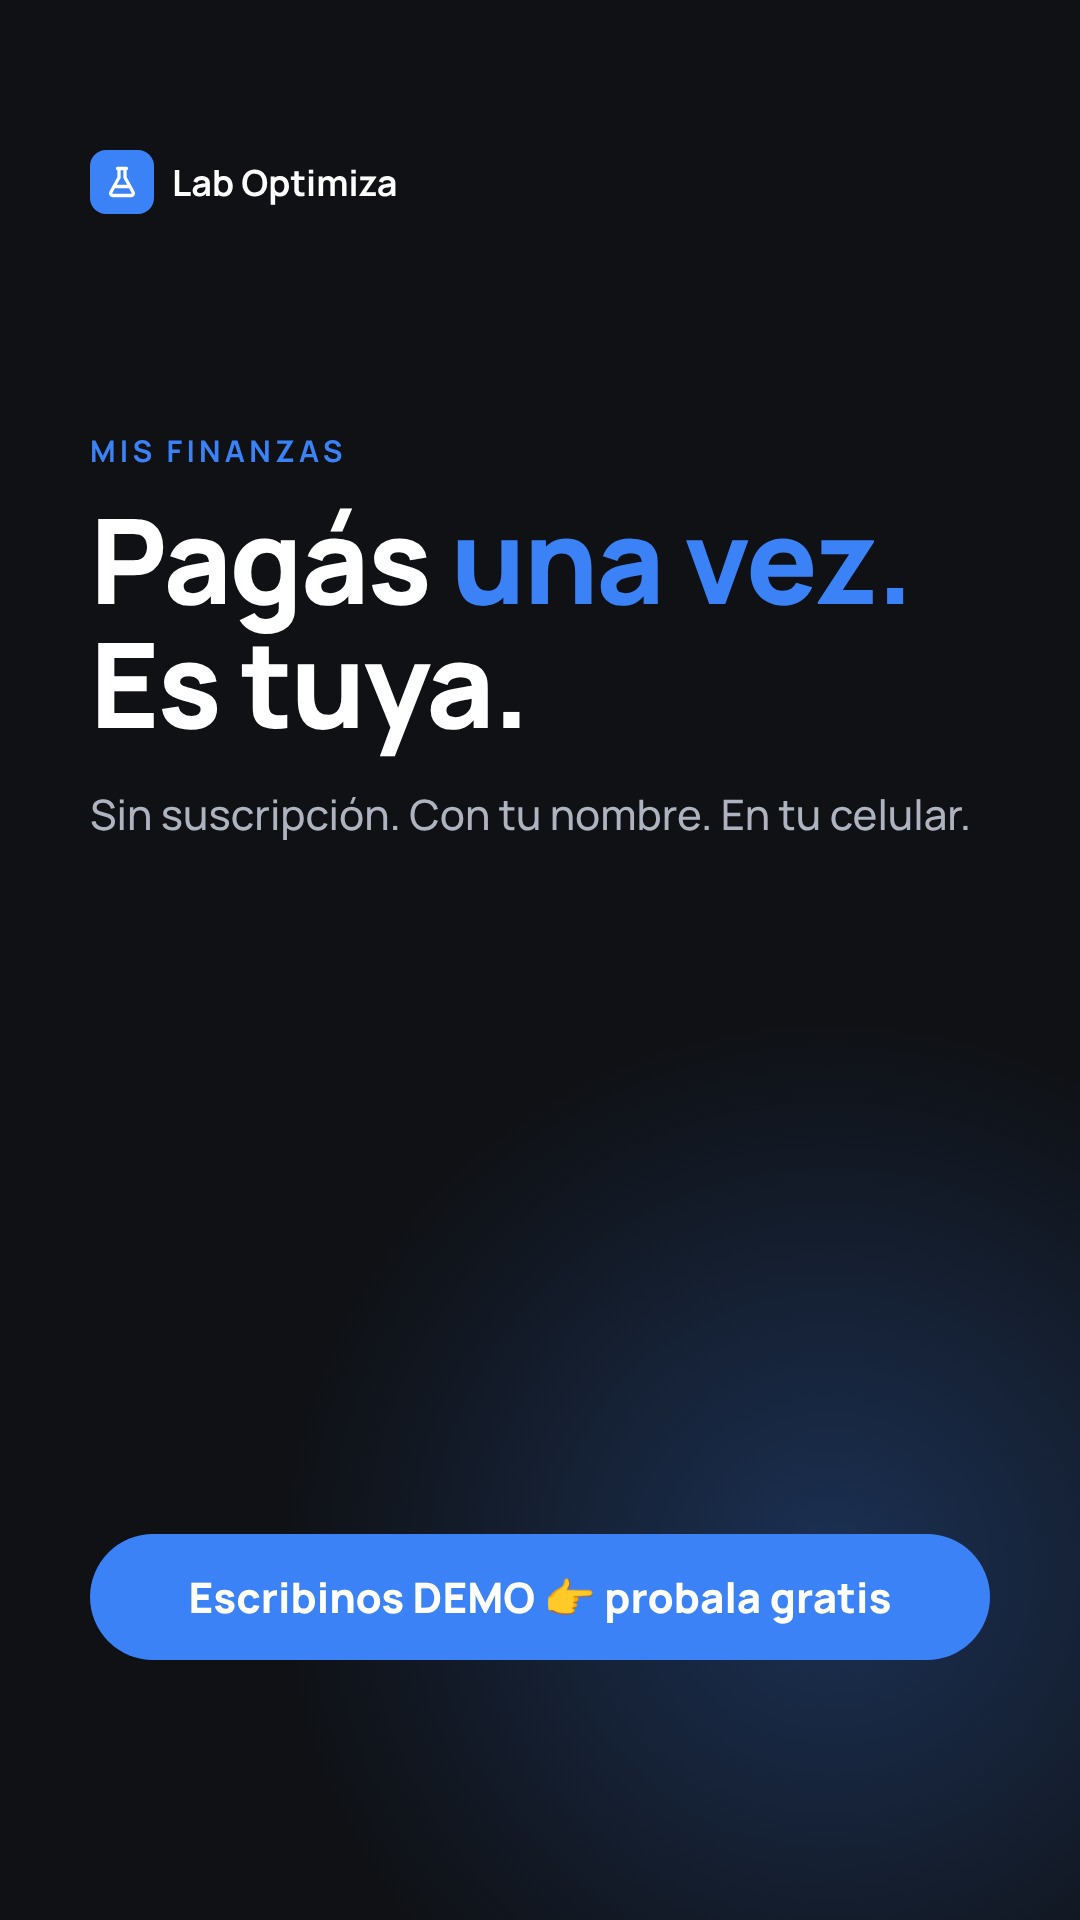 Lab Optimiza
MIS FINANZAS
Pagás una vez.
Es tuya.
Sin suscripción. Con tu nombre. En tu celular.
Escribinos DEMO 👉 probala gratis